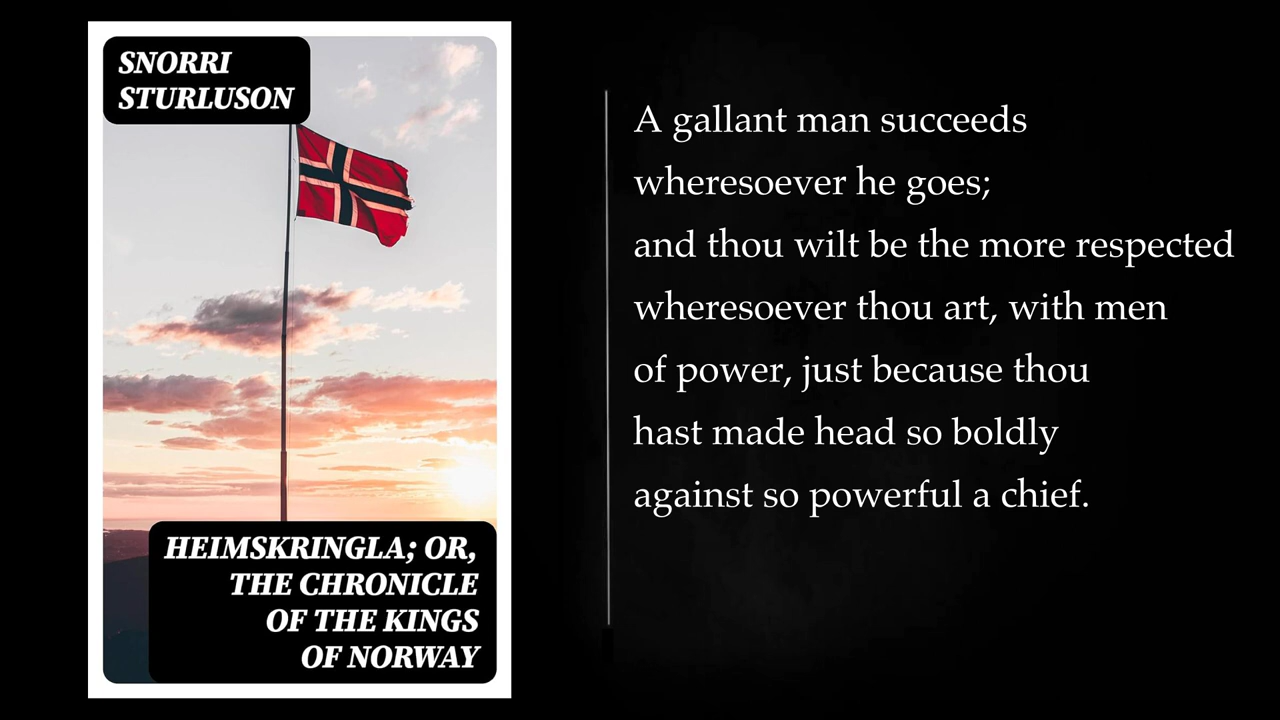 SNORRI
STURLUSON
HEIMSKRINGLA; OR,
THE CHRONICLE
OF THE KINGS
OF NORWAY
A gallant man succeeds
wheresoever he goes;
and thou wilt be the more respected
wheresoever thou art, with men
of power, just because thou
hast made head so boldly
against so powerful a chief.